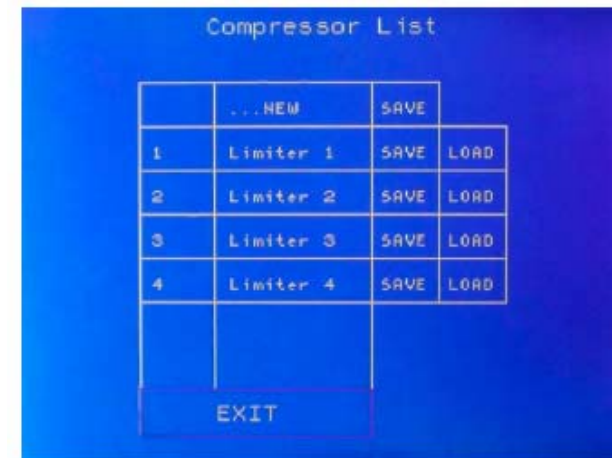 Compressor List
...NEW SAVE
1 Limiter 1 SAVE LOAD
2 Limiter 2 SAVE LOAD
3 Limiter 3 SAVE LOAD
4 Limiter 4 SAVE LOAD
EXIT